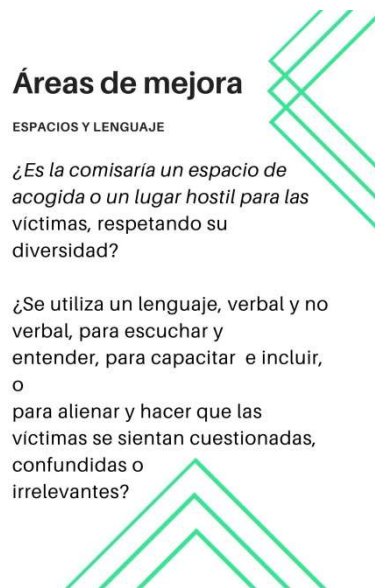 Áreas de mejora
ESPACIOS Y LENGUAJE
¿Es la comisaría un espacio de
acogida o un lugar hostil para las
víctimas, respetando su
diversidad?
¿Se utiliza un lenguaje, verbal y no
verbal, para escuchar y
entender, para capacitar e incluir,
o
para alienar y hacer que las
víctimas se sientan cuestionadas,
confundidas o
irrelevantes?